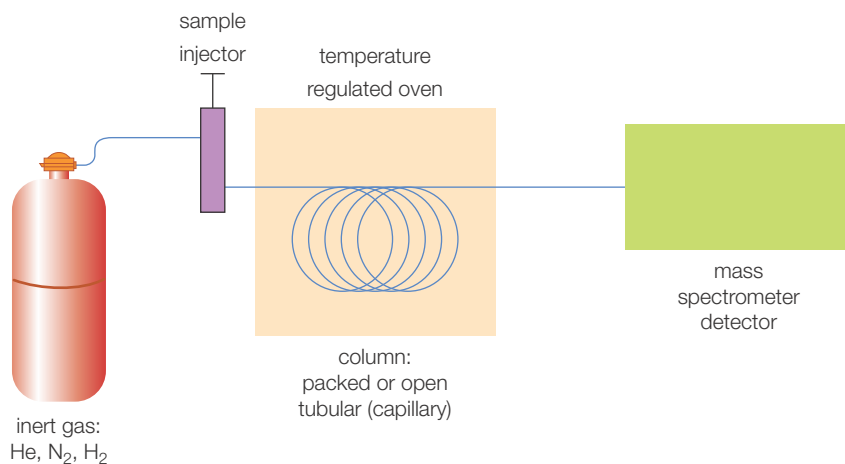 sample
injector
temperature
regulated oven
mass
spectrometer
detector
column:
packed or open
tubular (capillary)
inert gas:
He, N₂, H₂